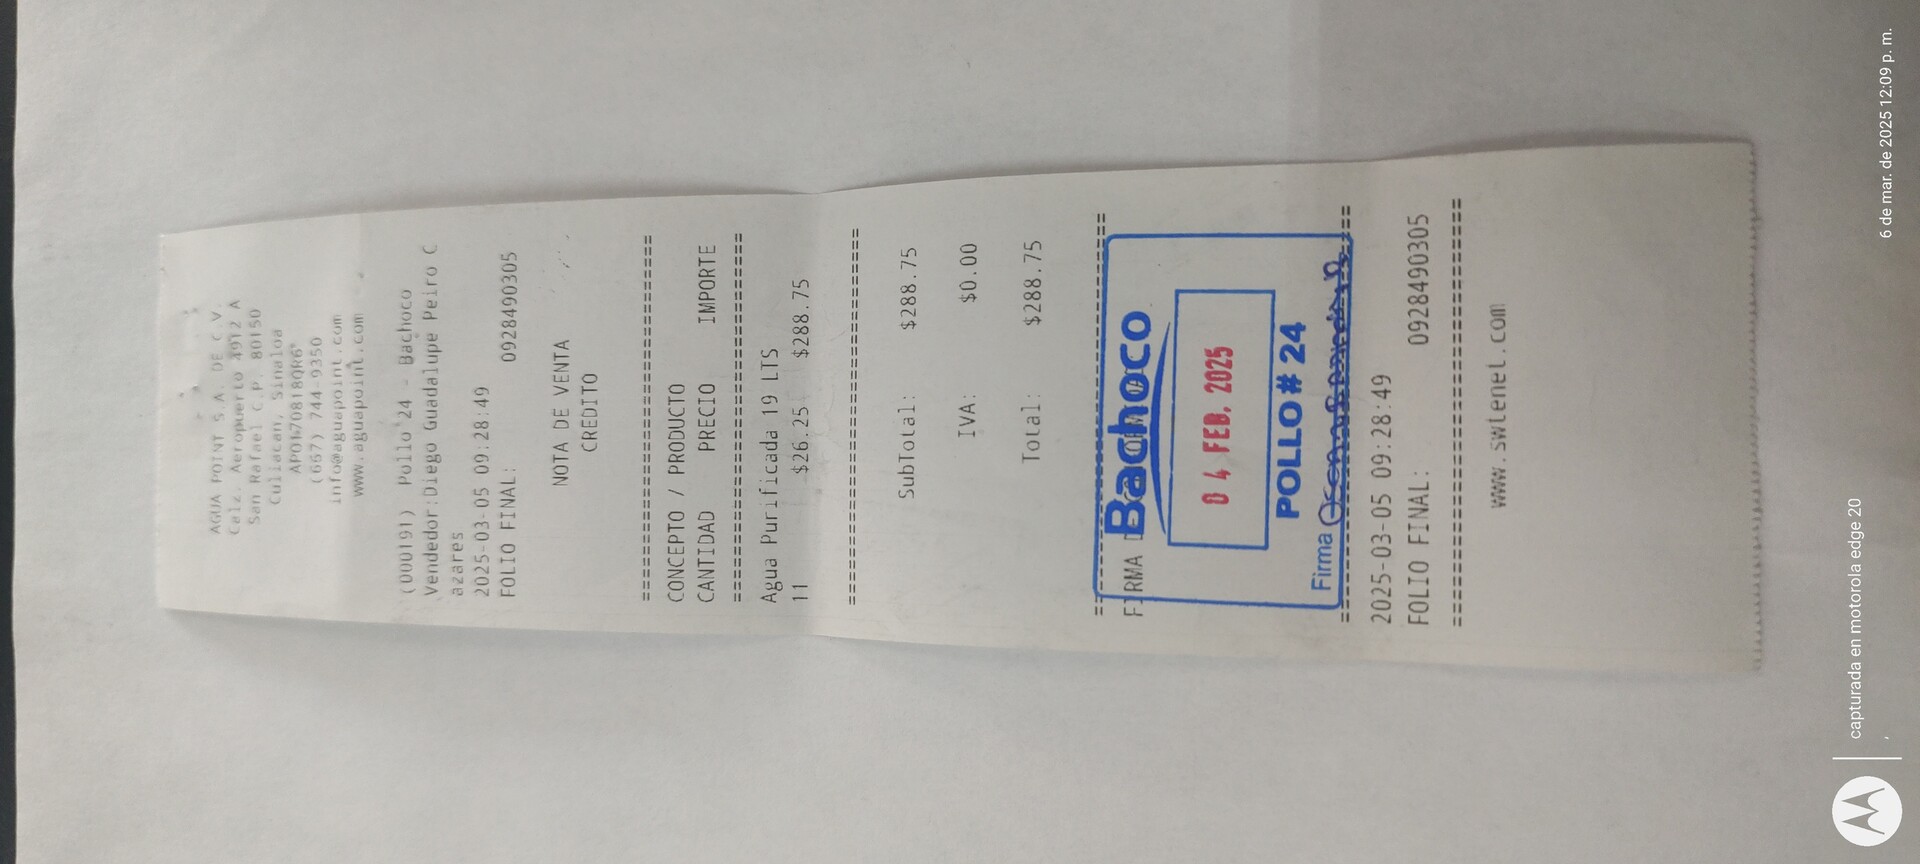 AGUA POINT S.A. DE C.V.
Calz. Aeropuerto 4912 A
San Rafael C.P. 80150
Culiacan, Sinaloa
(667) 744-9350
info@aguapoint.com
www.aguapoint.com
(000191) Pollo 24 - Bachoco
Vendedor:Diego Guadalupe Peiro C
azares
2025-03-05 09:28:49
FOLIO FINAL: 0928490305
NOTA DE VENTA
CREDITO
================================
CONCEPTO / PRODUCTO
CANTIDAD PRECIO IMPORTE
================================
Agua Purificada 19 LTS
11 $26.25 $288.75
================================
SubTotal: $288.75
IVA: $0.00
Total: $288.75
================================
FIRMA
Bachoco
04 FEB. 2025
POLLO # 24
Firma
================================
2025-03-05 09:28:49
FOLIO FINAL: 0928490305
================================
www.swtenet.com
capturada en motorola edge 20
6 de mar. de 2025 12:09 p. m.